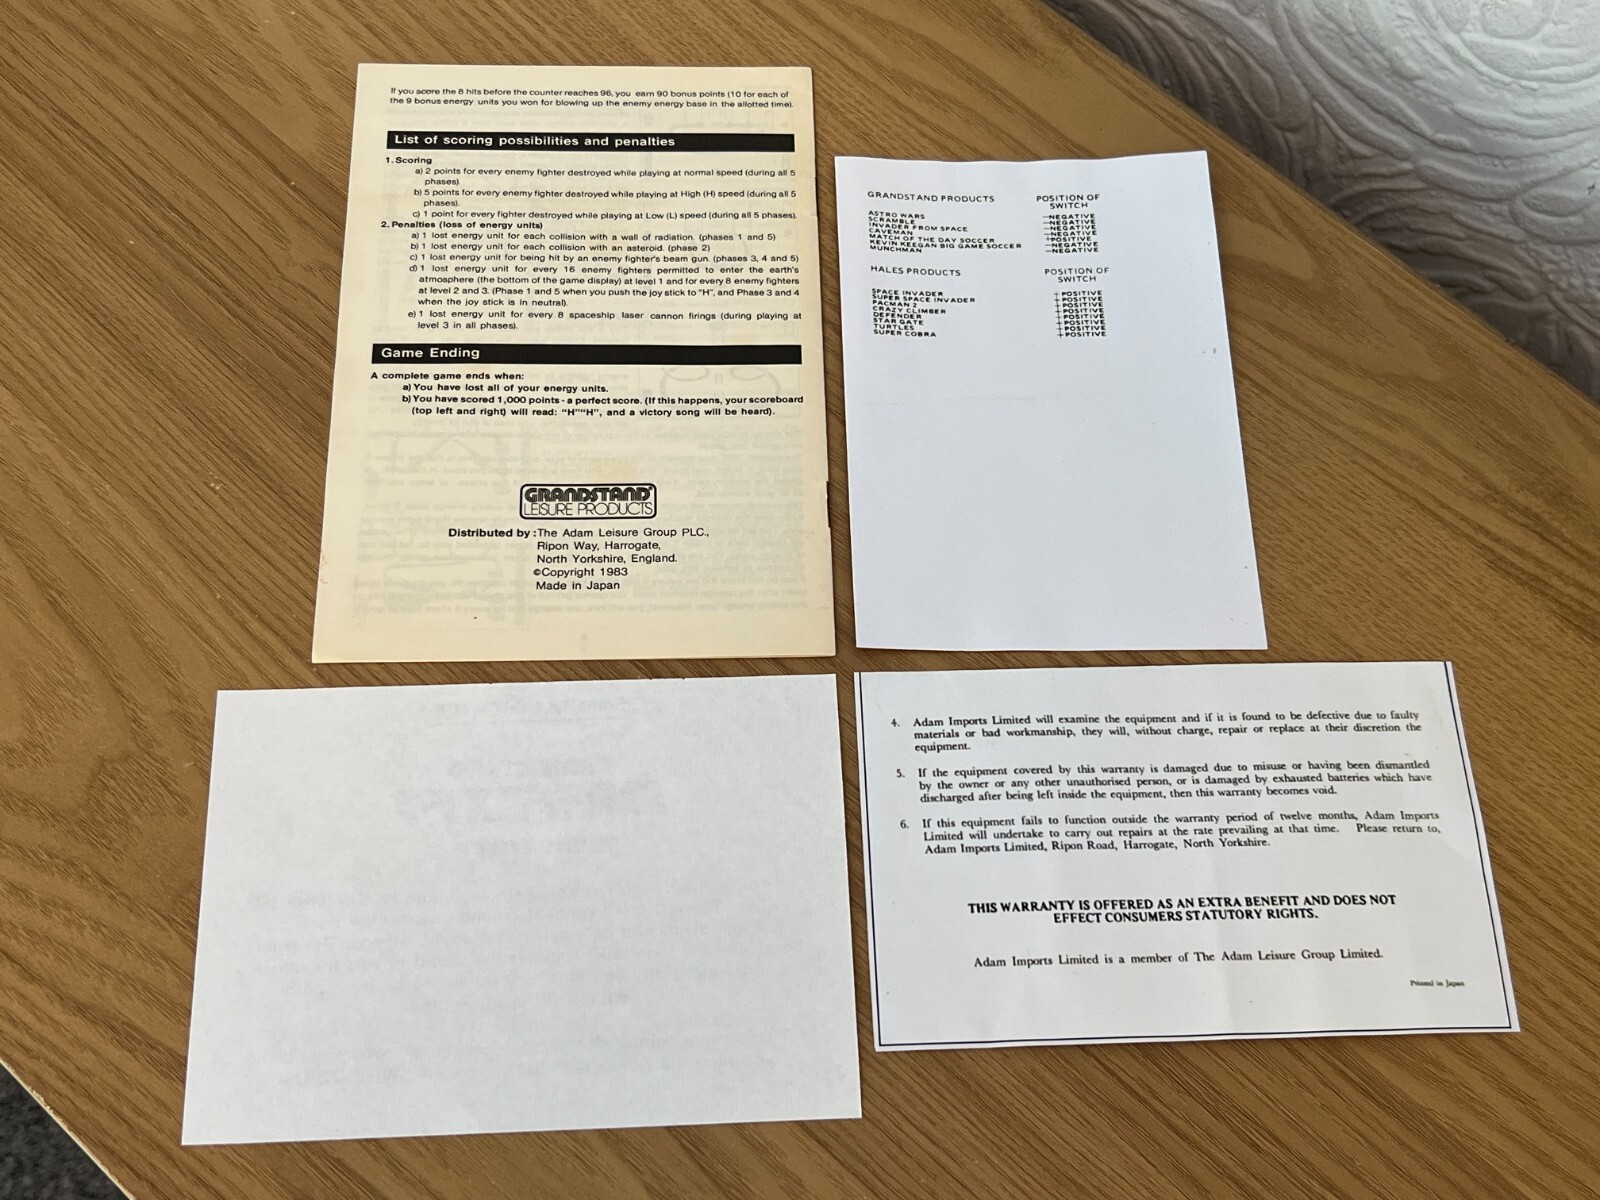 If you score the 8 hits before the counter reaches 96, you earn 90 bonus points (10 for each of
the 9 bonus energy units you won for blowing up the enemy energy base in the allotted time).
List of scoring possibilities and penalties
1. Scoring
a) 2 points for every enemy fighter destroyed while playing at normal speed (during all 5
phases).
b) 5 points for every enemy fighter destroyed while playing at High (H) speed (during all 5
phases).
c) 1 point for every fighter destroyed while playing at Low (L) speed (during all 5 phases).
2. Penalties (loss of energy units)
a) 1 lost energy unit for each collision with a wall of radiation. (phases 1 and 5)
b) 1 lost energy unit for each collision with an asteroid. (phase 2)
c) 1 lost energy unit for being hit by an enemy fighter's beam gun. (phases 3, 4 and 5)
d) 1 lost energy unit for every 16 enemy fighters permitted to enter the earth's
atmosphere (the bottom of the game display) at level 1 and for every 8 enemy fighters
at level 2 and 3. (Phase 1 and 5 when you push the joy stick to "H", and Phase 3 and 4
when the joy stick is in neutral).
e) 1 lost energy unit for every 8 spaceship laser cannon firings (during playing at
level 3 in all phases).
Game Ending
A complete game ends when:
a) You have lost all of your energy units.
b) You have scored 1,000 points - a perfect score. (If this happens, your scoreboard
(top left and right) will read: "H""H", and a victory song will be heard).
GRANDSTAND
LEISURE PRODUCTS
Distributed by : The Adam Leisure Group PLC.,
Ripon Way, Harrogate,
North Yorkshire, England.
©Copyright 1983
Made in Japan
GRANDSTAND PRODUCTS POSITION OF
SWITCH
ASTRO WARS —NEGATIVE
SCRAMBLE —NEGATIVE
INVADER FROM SPACE —NEGATIVE
CAVEMAN —NEGATIVE
MATCH OF THE DAY SOCCER +POSITIVE
KEVIN KEEGAN BIG GAME SOCCER —NEGATIVE
MUNCHMAN —NEGATIVE
HALES PRODUCTS POSITION OF
SWITCH
SPACE INVADER +POSITIVE
SUPER SPACE INVADER +POSITIVE
PACMAN 2 +POSITIVE
CRAZY CLIMBER +POSITIVE
DEFENDER +POSITIVE
STAR GATE +POSITIVE
TURTLES +POSITIVE
SUPER COBRA +POSITIVE
4. Adam Imports Limited will examine the equipment and if it is found to be defective due to faulty
materials or bad workmanship, they will, without charge, repair or replace at their discretion the
equipment.
5. If the equipment covered by this warranty is damaged due to misuse or having been dismantled
by the owner or any other unauthorised person, or is damaged by exhausted batteries which have
discharged after being left inside the equipment, then this warranty becomes void.
6. If this equipment fails to function outside the warranty period of twelve months, Adam Imports
Limited will undertake to carry out repairs at the rate prevailing at that time. Please return to,
Adam Imports Limited, Ripon Road, Harrogate, North Yorkshire.
THIS WARRANTY IS OFFERED AS AN EXTRA BENEFIT AND DOES NOT
EFFECT CONSUMERS STATUTORY RIGHTS.
Adam Imports Limited is a member of The Adam Leisure Group Limited.
Printed in Japan